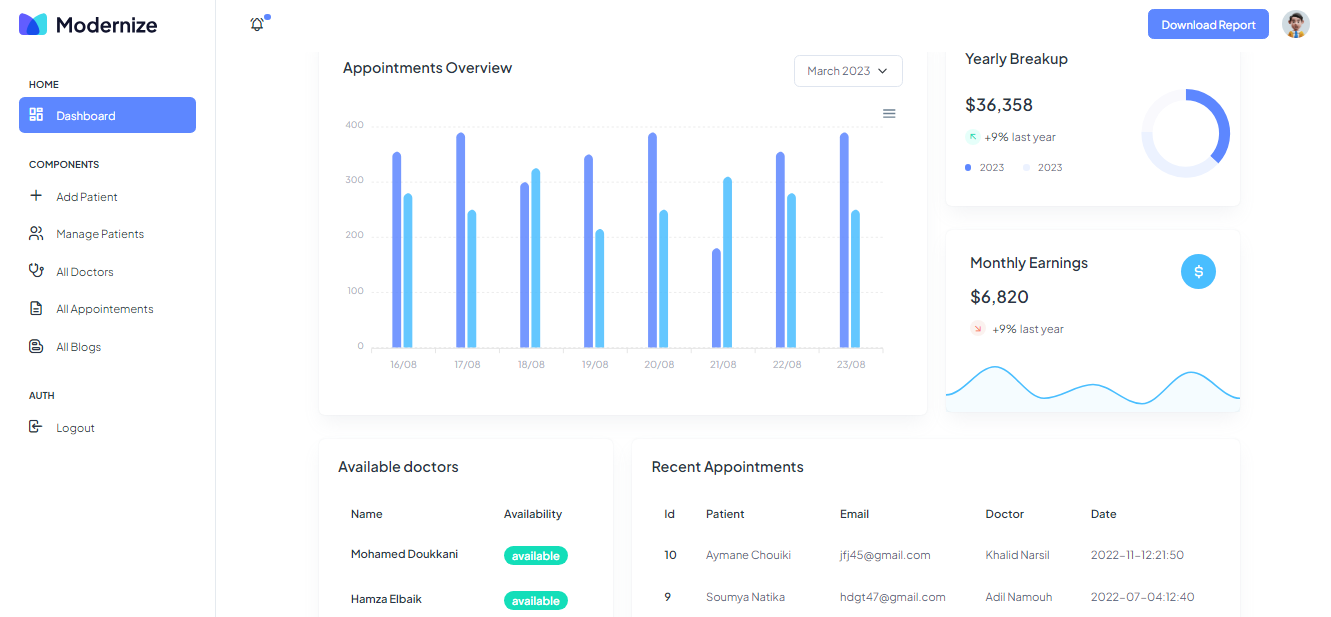 Modernize
Download Report
HOME
Dashboard
COMPONENTS
Add Patient
Manage Patients
All Doctors
All Appointements
All Blogs
AUTH
Logout
Appointments Overview
March 2023
400
300
200
100
0
16/08 17/08 18/08 19/08 20/08 21/08 22/08 23/08
Yearly Breakup
$36,358
+9% last year
2023 2023
Monthly Earnings
$
$6,820
+9% last year
Available doctors
Name Availability
Mohamed Doukkani available
Hamza Elbaik available
Recent Appointments
Id Patient Email Doctor Date
10 Aymane Chouiki jfj45@gmail.com Khalid Narsil 2022-11-12:21:50
9 Soumya Natika hdgt47@gmail.com Adil Namouh 2022-07-04:12:40